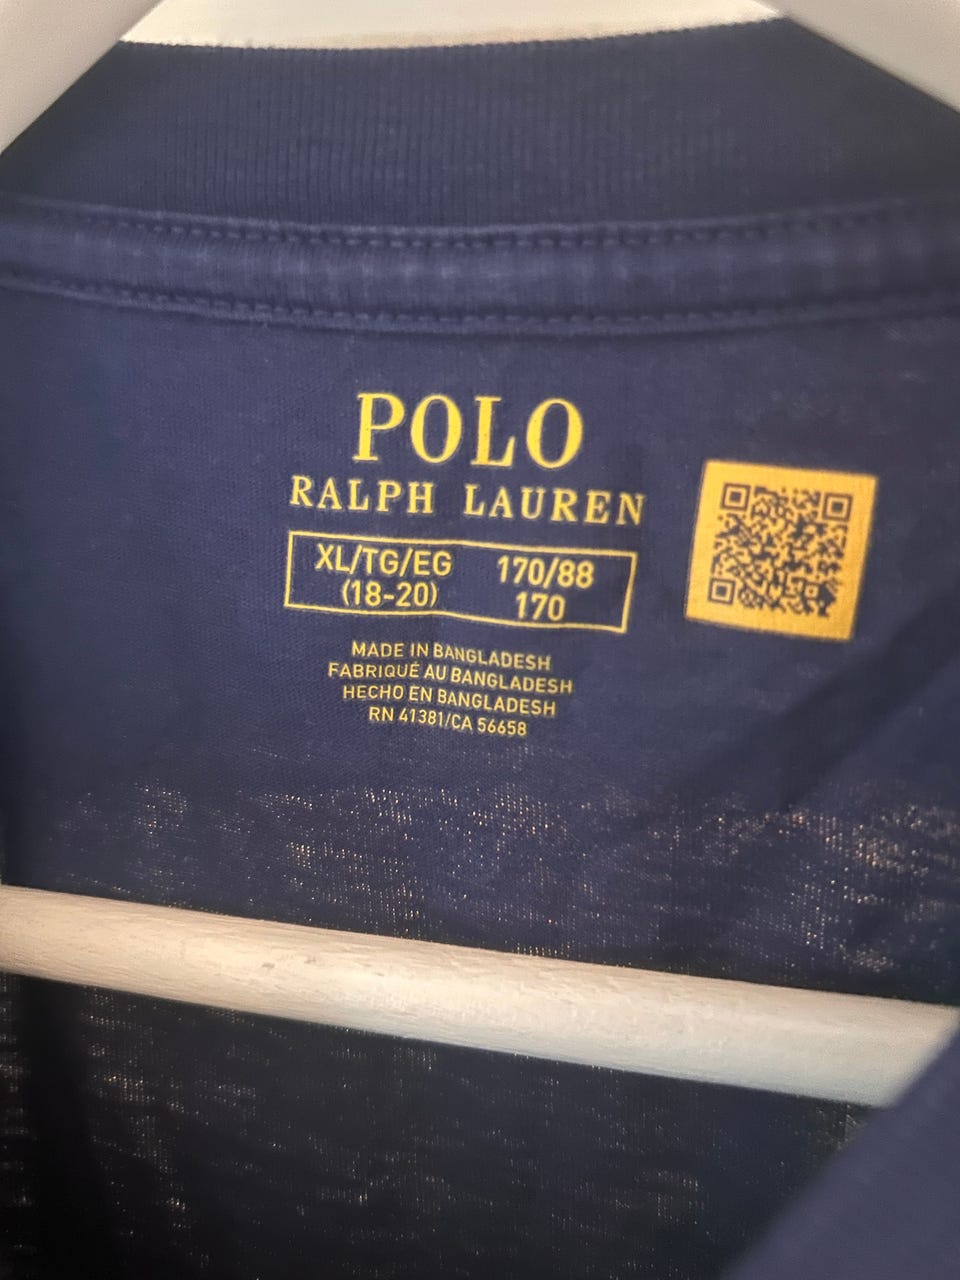 POLO
RALPH LAUREN
XL/TG/EG 170/88
(18-20) 170
MADE IN BANGLADESH
FABRIQUÉ AU BANGLADESH
HECHO EN BANGLADESH
RN 41381/CA 56658